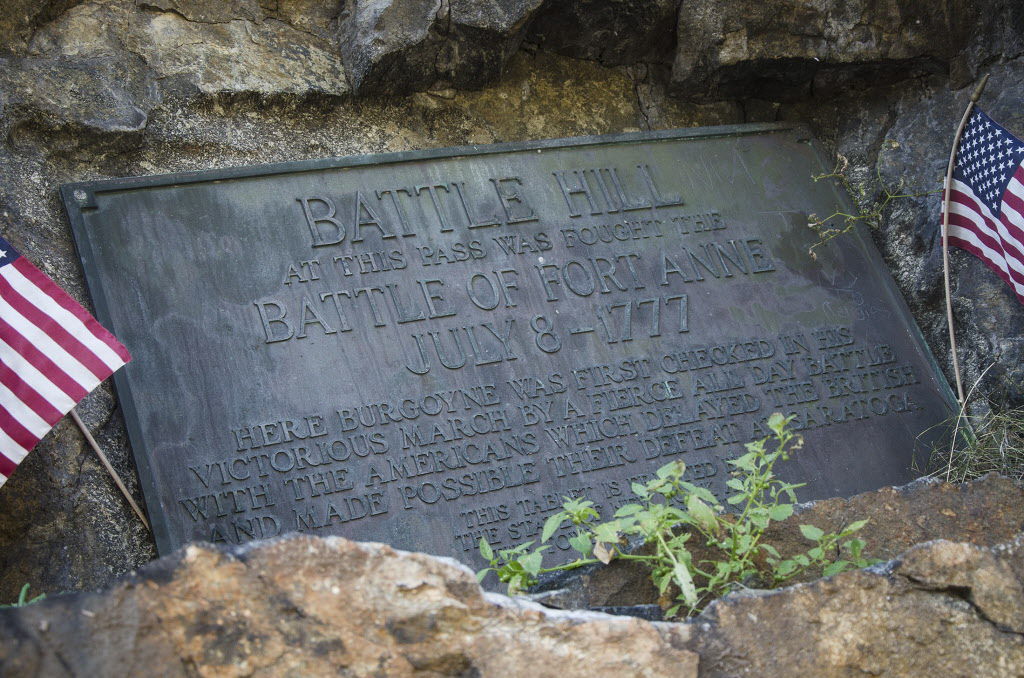 BATTLE HILL
AT THIS PASS WAS FOUGHT THE
BATTLE OF FORT ANNE
JULY 8 - 1777
HERE BURGOYNE WAS FIRST CHECKED IN HIS
VICTORIOUS MARCH BY A FIERCE ALL DAY BATTLE
WITH THE AMERICANS WHICH DELAYED THE BRITISH
AND MADE POSSIBLE THEIR DEFEAT AT SARATOGA.
THIS TABLET IS
THE STATE